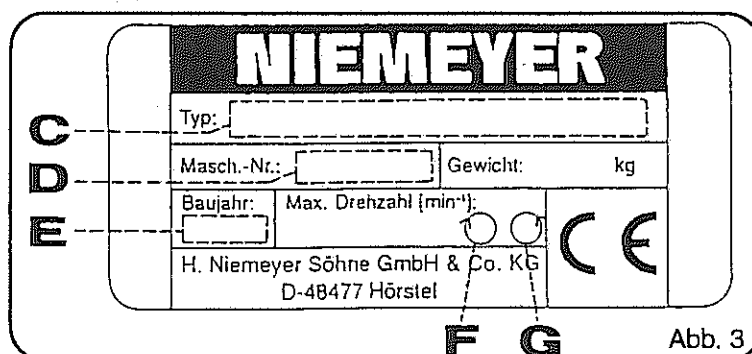 NIEMEYER
C
Typ:
D
Masch.-Nr.: Gewicht: kg
E
Baujahr: Max. Drehzahl [min⁻¹]:
CE
H. Niemeyer Söhne GmbH & Co. KG
D-48477 Hörstel
F G
Abb. 3